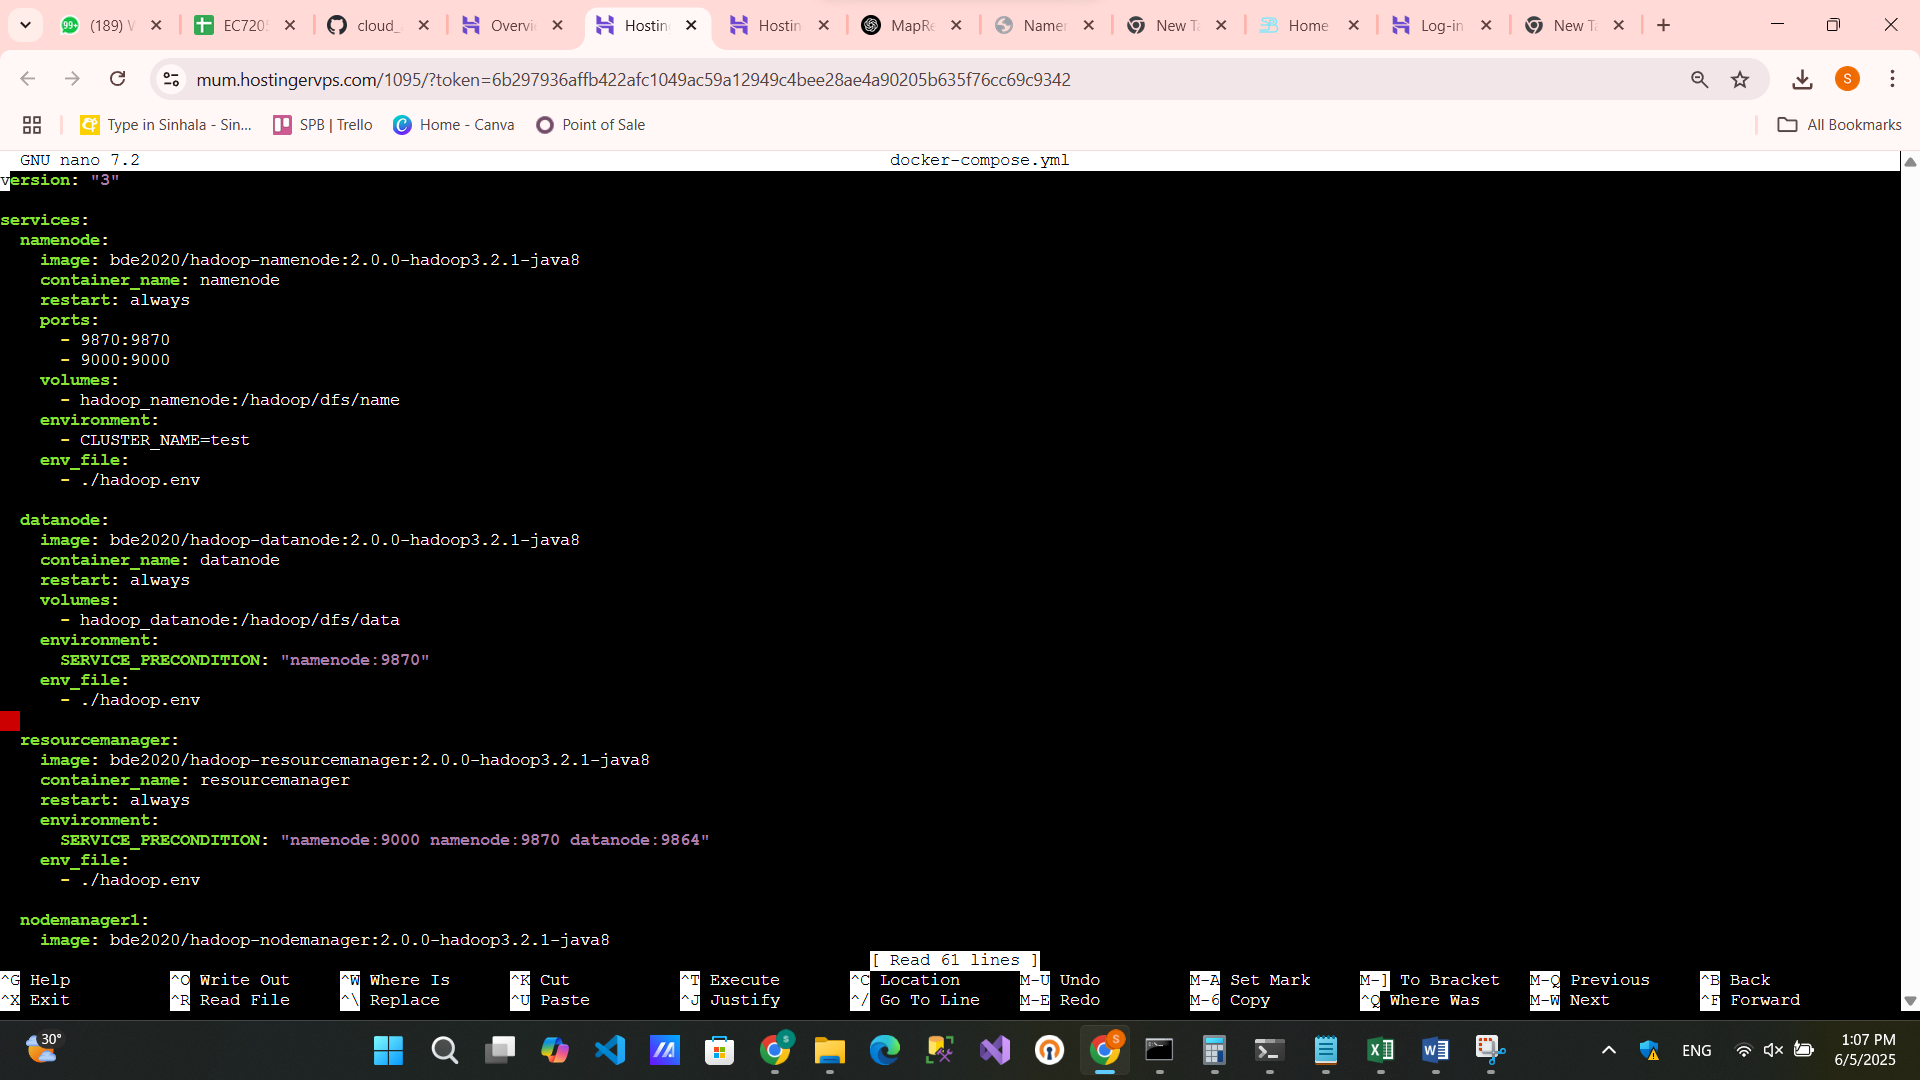 (189) W
EC7205
cloud_
Overvi
Hosting
Hosting
MapRe
Namen
New Ta
Home
Log-in
New Ta
mum.hostingervps.com/1095/?token=6b297936affb422afc1049ac59a12949c4bee28ae4a90205b635f76cc69c9342
S
Type in Sinhala - Sin...
SPB | Trello
Home - Canva
Point of Sale
All Bookmarks
GNU nano 7.2 docker-compose.yml
version: "3"
services:
namenode:
image: bde2020/hadoop-namenode:2.0.0-hadoop3.2.1-java8
container_name: namenode
restart: always
ports:
- 9870:9870
- 9000:9000
volumes:
- hadoop_namenode:/hadoop/dfs/name
environment:
- CLUSTER_NAME=test
env_file:
- ./hadoop.env
datanode:
image: bde2020/hadoop-datanode:2.0.0-hadoop3.2.1-java8
container_name: datanode
restart: always
volumes:
- hadoop_datanode:/hadoop/dfs/data
environment:
SERVICE_PRECONDITION: "namenode:9870"
env_file:
- ./hadoop.env
resourcemanager:
image: bde2020/hadoop-resourcemanager:2.0.0-hadoop3.2.1-java8
container_name: resourcemanager
restart: always
environment:
SERVICE_PRECONDITION: "namenode:9000 namenode:9870 datanode:9864"
env_file:
- ./hadoop.env
nodemanager1:
image: bde2020/hadoop-nodemanager:2.0.0-hadoop3.2.1-java8
[ Read 61 lines ]
^G Help ^O Write Out ^W Where Is ^K Cut ^T Execute ^C Location M-U Undo M-A Set Mark M-] To Bracket M-Q Previous ^B Back
^X Exit ^R Read File ^\ Replace ^U Paste ^J Justify ^/ Go To Line M-E Redo M-6 Copy ^Q Where Was M-W Next ^F Forward
30°
ENG
1:07 PM
6/5/2025